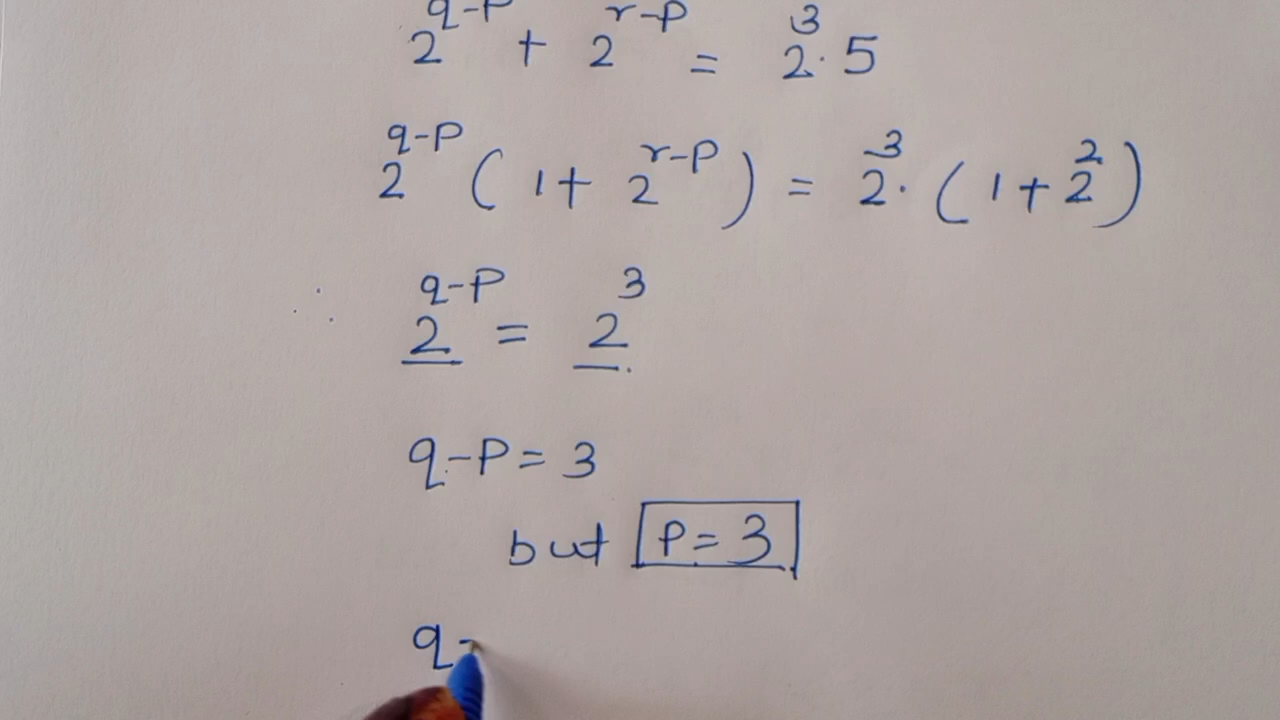 2^{q-p} + 2^{r-p} = 2^3 · 5
2^{q-p} ( 1 + 2^{r-p} ) = 2^3 · ( 1 + 2^2 )
∴ 2^{q-p} = 2^3
q-p = 3
but p = 3
q -